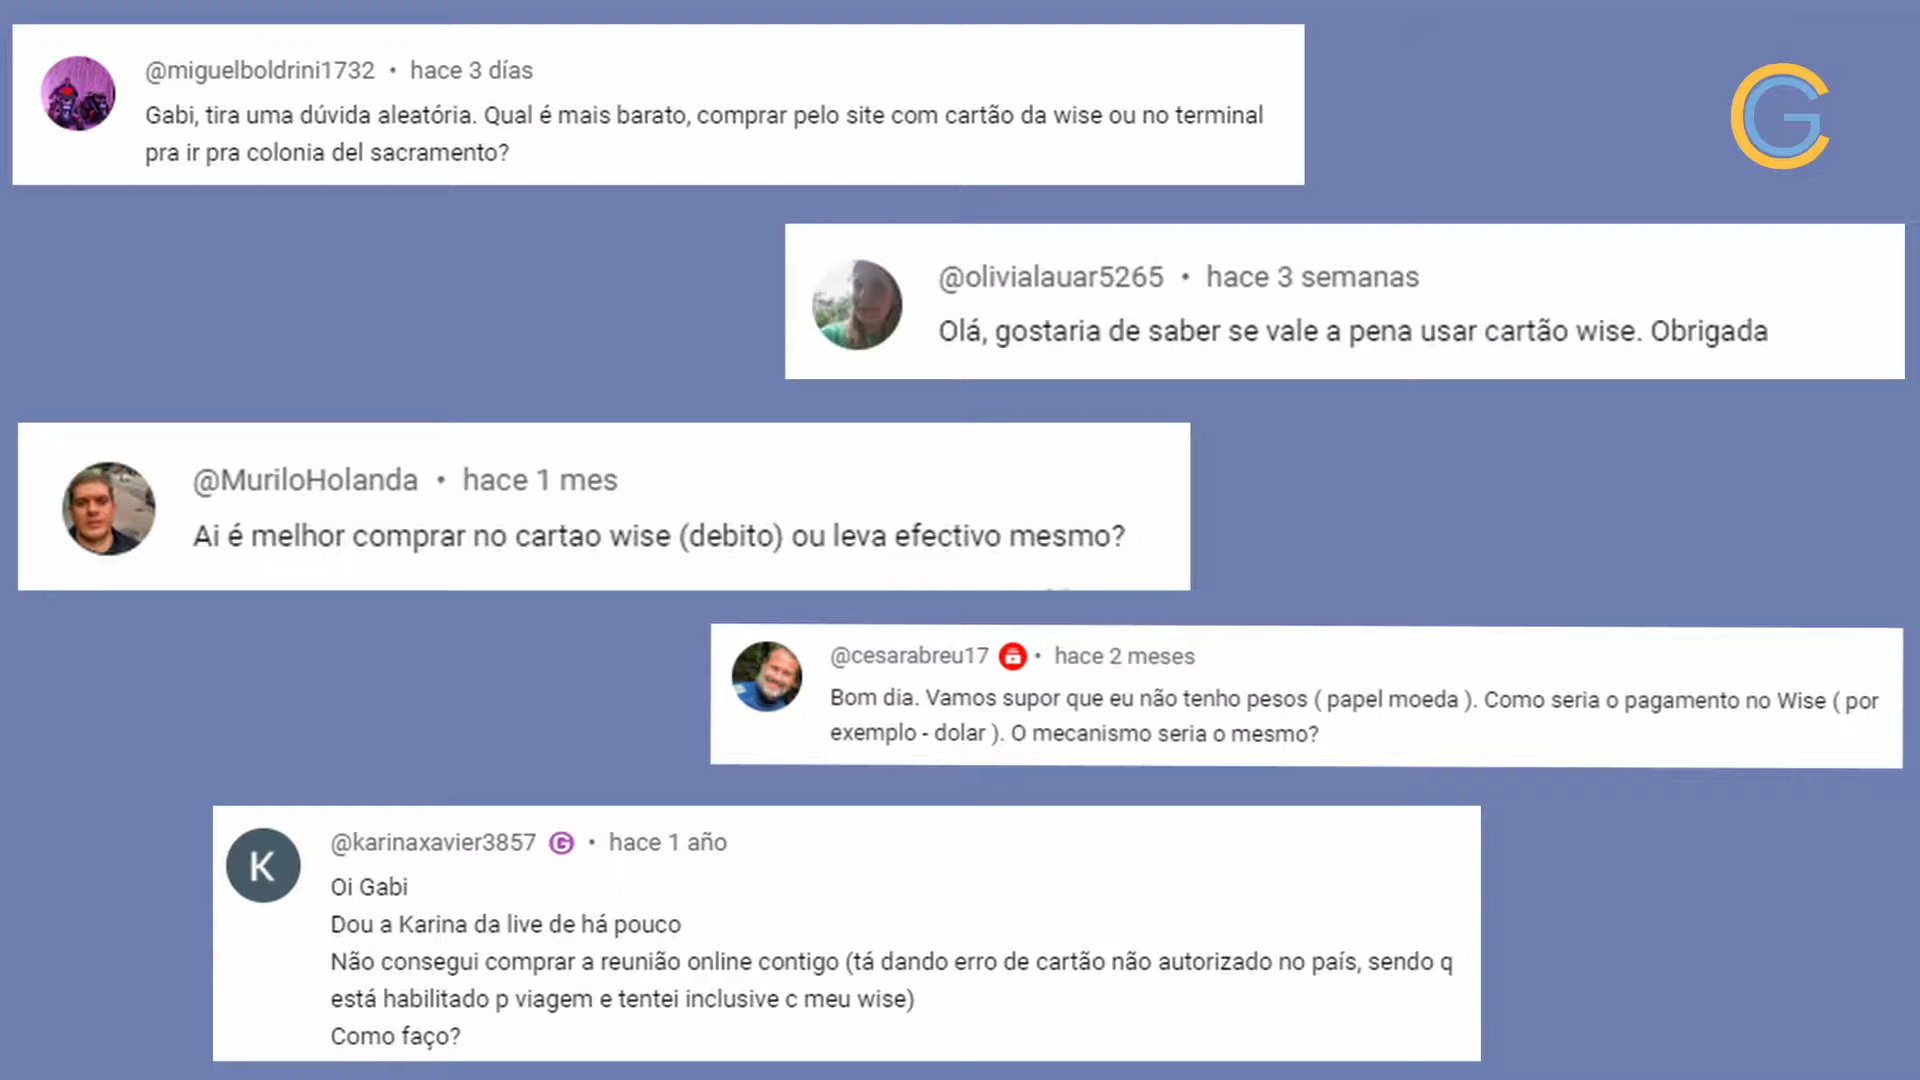 @miguelboldrini1732 • hace 3 días
Gabi, tira uma dúvida aleatória. Qual é mais barato, comprar pelo site com cartão da wise ou no terminal
pra ir pra colonia del sacramento?
CG
@olivialauar5265 • hace 3 semanas
Olá, gostaria de saber se vale a pena usar cartão wise. Obrigada
@MuriloHolanda • hace 1 mes
Ai é melhor comprar no cartao wise (debito) ou leva efectivo mesmo?
@cesarabreu17 • hace 2 meses
Bom dia. Vamos supor que eu não tenho pesos ( papel moeda ). Como seria o pagamento no Wise ( por
exemplo - dolar ). O mecanismo seria o mesmo?
K
@karinaxavier3857 G • hace 1 año
Oi Gabi
Dou a Karina da live de há pouco
Não consegui comprar a reunião online contigo (tá dando erro de cartão não autorizado no país, sendo q
está habilitado p viagem e tentei inclusive c meu wise)
Como faço?